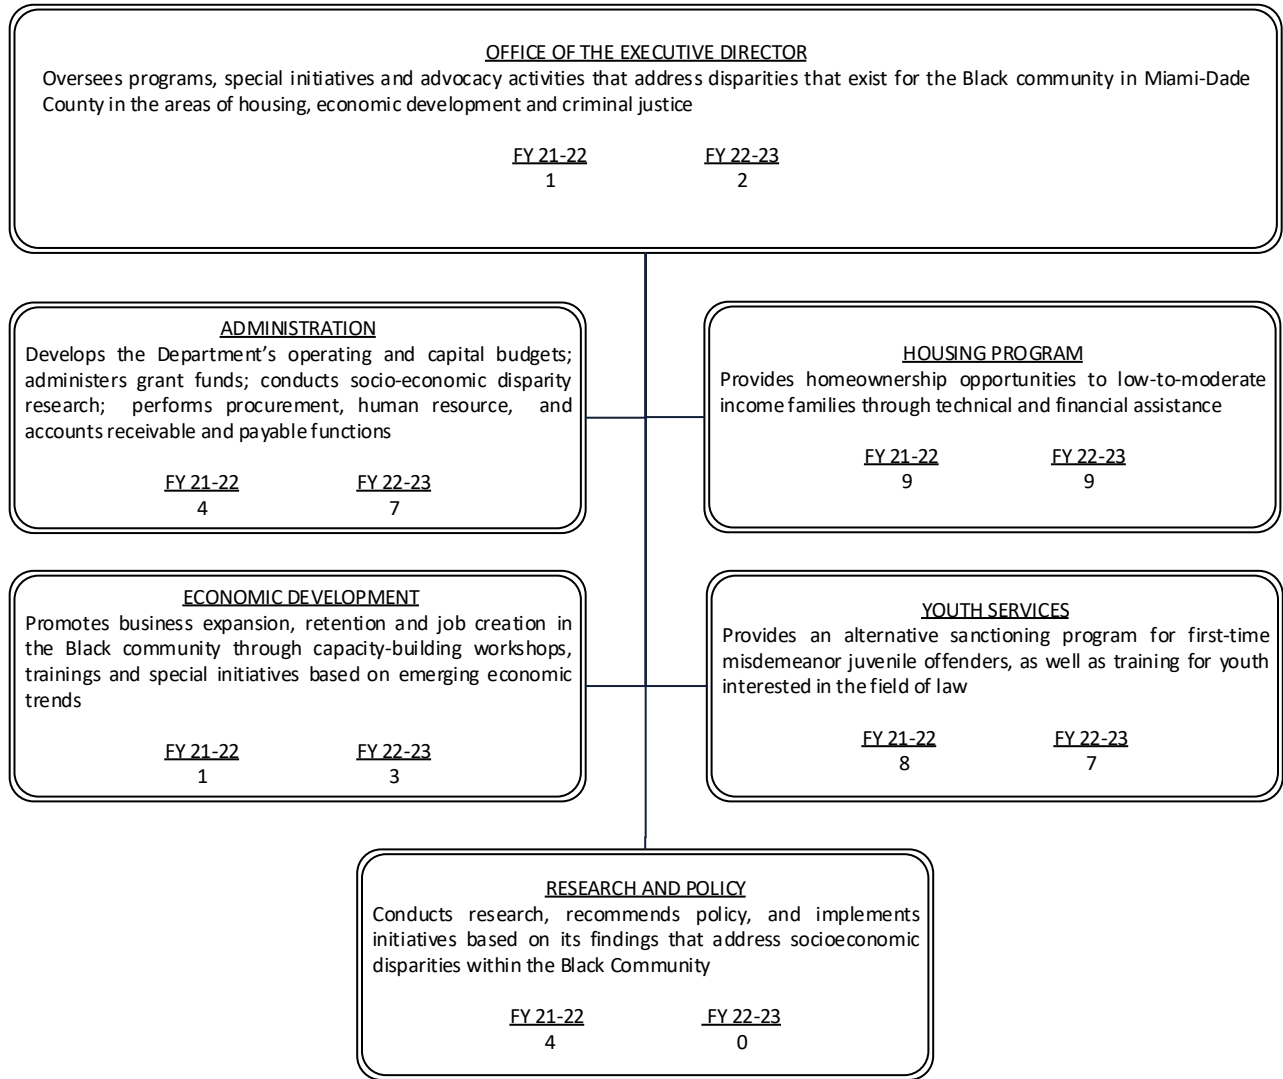 OFFICE OF THE EXECUTIVE DIRECTOR
Oversees programs, special initiatives and advocacy activities that address disparities that exist for the Black community in Miami-Dade
County in the areas of housing, economic development and criminal justice
FY 21-22 FY 22-23
1 2
ADMINISTRATION
Develops the Department’s operating and capital budgets;
administers grant funds; conducts socio-economic disparity
research; performs procurement, human resource, and
accounts receivable and payable functions
FY 21-22 FY 22-23
4 7
HOUSING PROGRAM
Provides homeownership opportunities to low-to-moderate
income families through technical and financial assistance
FY 21-22 FY 22-23
9 9
ECONOMIC DEVELOPMENT
Promotes business expansion, retention and job creation in
the Black community through capacity-building workshops,
trainings and special initiatives based on emerging economic
trends
FY 21-22 FY 22-23
1 3
YOUTH SERVICES
Provides an alternative sanctioning program for first-time
misdemeanor juvenile offenders, as well as training for youth
interested in the field of law
FY 21-22 FY 22-23
8 7
RESEARCH AND POLICY
Conducts research, recommends policy, and implements
initiatives based on its findings that address socioeconomic
disparities within the Black Community
FY 21-22 FY 22-23
4 0